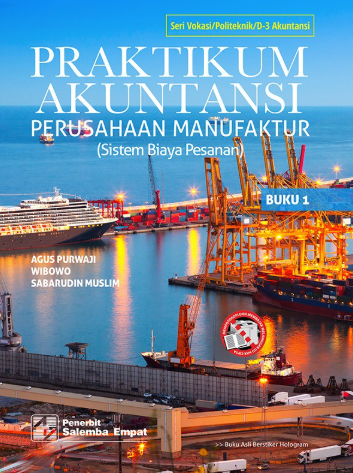 Seri Vokasi/Politeknik/D-3 Akuntansi
PRAKTIKUM
AKUNTANSI
PERUSAHAAN MANUFAKTUR
(Sistem Biaya Pesanan)
BUKU 1
AGUS PURWAJI
WIBOWO
SABARUDIN MUSLIM
Penerbit
Salemba Empat
>> Buku Asli Berstiker Hologram